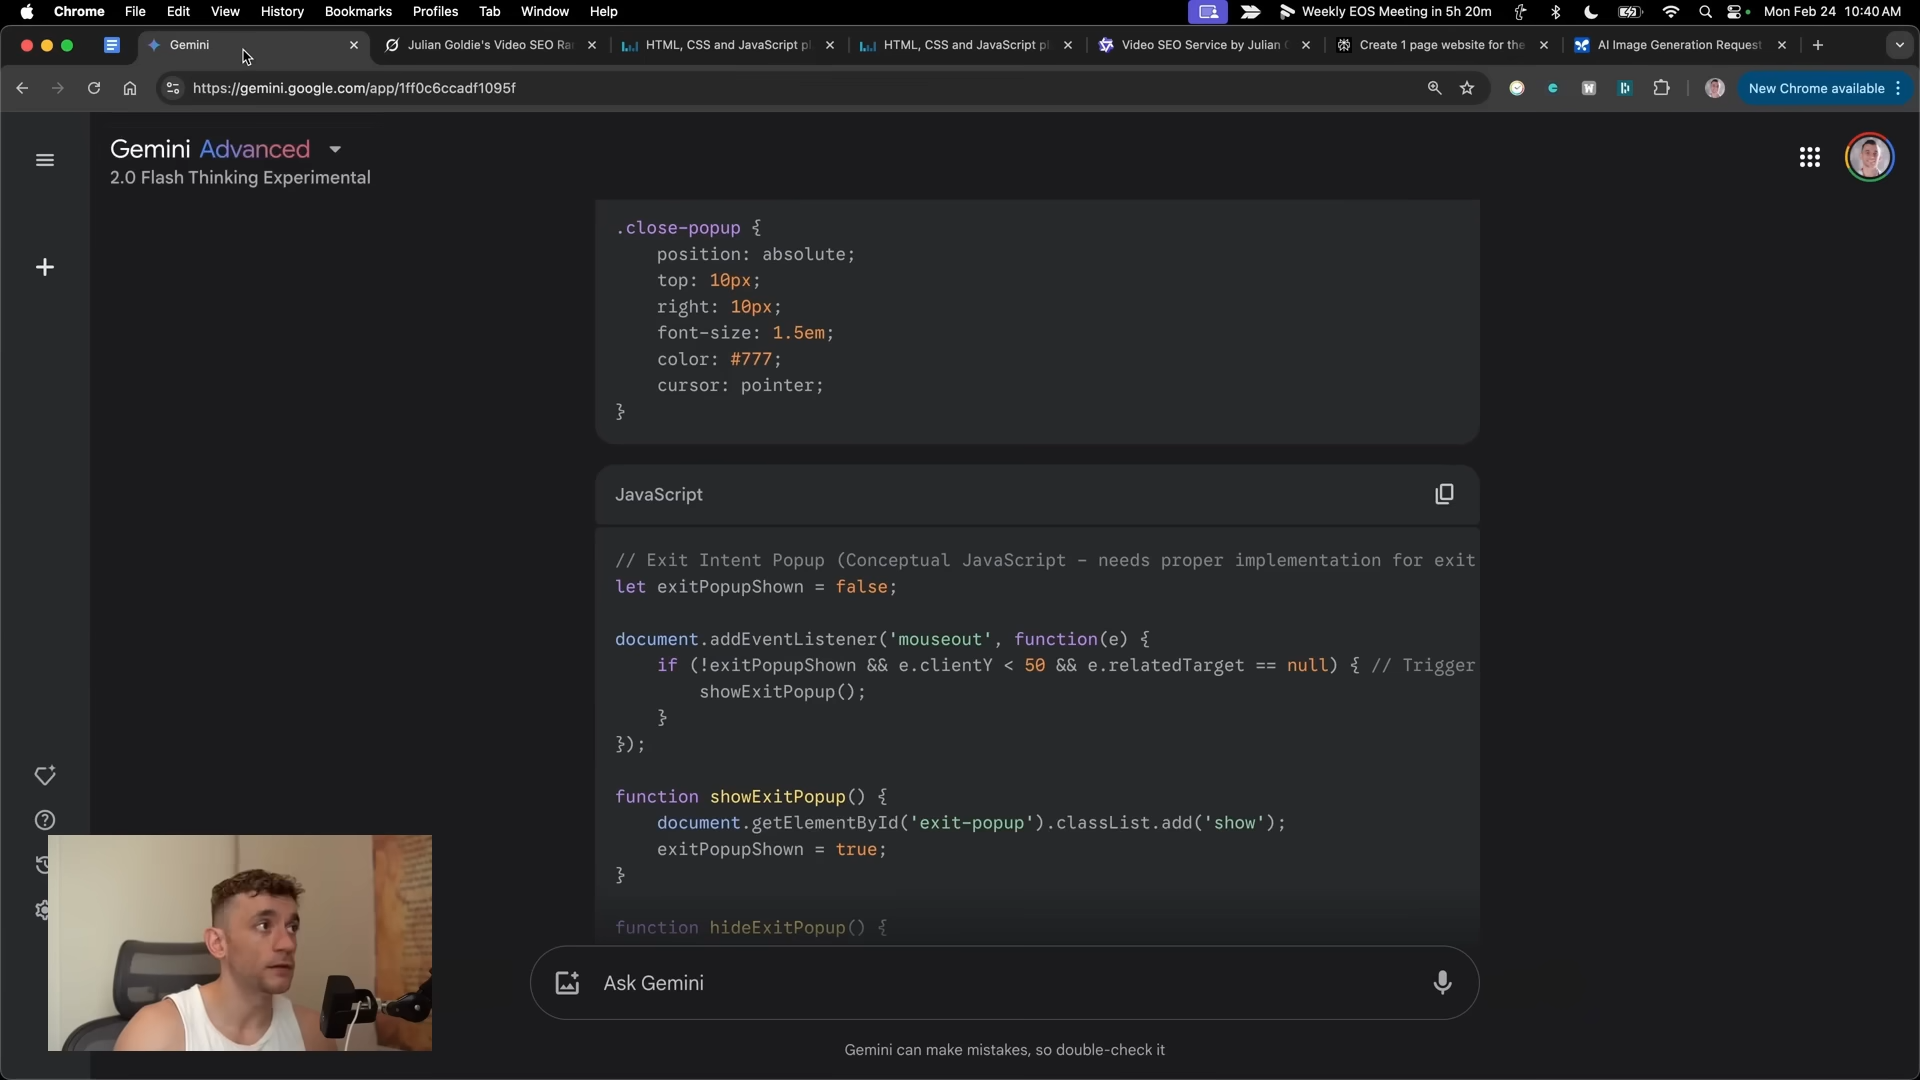 Chrome File Edit View History Bookmarks Profiles Tab Window Help Weekly EOS Meeting in 5h 20m Mon Feb 24 10:40 AM
Gemini Julian Goldie's Video SEO Ra HTML, CSS and JavaScript pl HTML, CSS and JavaScript pl Video SEO Service by Julian Create 1 page website for the AI Image Generation Request
https://gemini.google.com/app/1ff0c6ccadf1095f New Chrome available
Gemini Advanced
2.0 Flash Thinking Experimental
.close-popup {
position: absolute;
top: 10px;
right: 10px;
font-size: 1.5em;
color: #777;
cursor: pointer;
}
JavaScript
// Exit Intent Popup (Conceptual JavaScript - needs proper implementation for exit
let exitPopupShown = false;
document.addEventListener('mouseout', function(e) {
if (!exitPopupShown && e.clientY < 50 && e.relatedTarget == null) { // Trigger
showExitPopup();
}
});
function showExitPopup() {
document.getElementById('exit-popup').classList.add('show');
exitPopupShown = true;
}
function hideExitPopup() {
Ask Gemini
Gemini can make mistakes, so double-check it